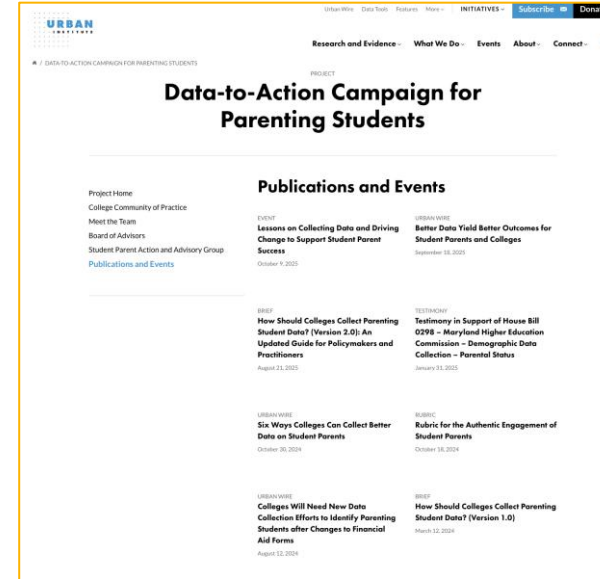 Urban Wire Data Tools Features More INITIATIVES Subscribe Donat
URBAN
INSTITUTE
Research and Evidence What We Do Events About Connect
/ DATA-TO-ACTION CAMPAIGN FOR PARENTING STUDENTS
PROJECT
Data-to-Action Campaign for
Parenting Students
Project Home
College Community of Practice
Meet the Team
Board of Advisors
Student Parent Action and Advisory Group
Publications and Events
Publications and Events
EVENT
Lessons on Collecting Data and Driving
Change to Support Student Parent
Success
October 9, 2025
URBAN WIRE
Better Data Yield Better Outcomes for
Student Parents and Colleges
September 10, 2025
BRIEF
How Should Colleges Collect Parenting
Student Data? (Version 2.0): An
Updated Guide for Policymakers and
Practitioners
August 21, 2025
TESTIMONY
Testimony in Support of House Bill
0298 – Maryland Higher Education
Commission – Demographic Data
Collection – Parental Status
January 31, 2025
URBAN WIRE
Six Ways Colleges Can Collect Better
Data on Student Parents
October 30, 2024
RUBRIC
Rubric for the Authentic Engagement of
Student Parents
October 18, 2024
URBAN WIRE
Colleges Will Need New Data
Collection Efforts to Identify Parenting
Students after Changes to Financial
Aid Forms
August 12, 2024
BRIEF
How Should Colleges Collect Parenting
Student Data? (Version 1.0)
March 12, 2024